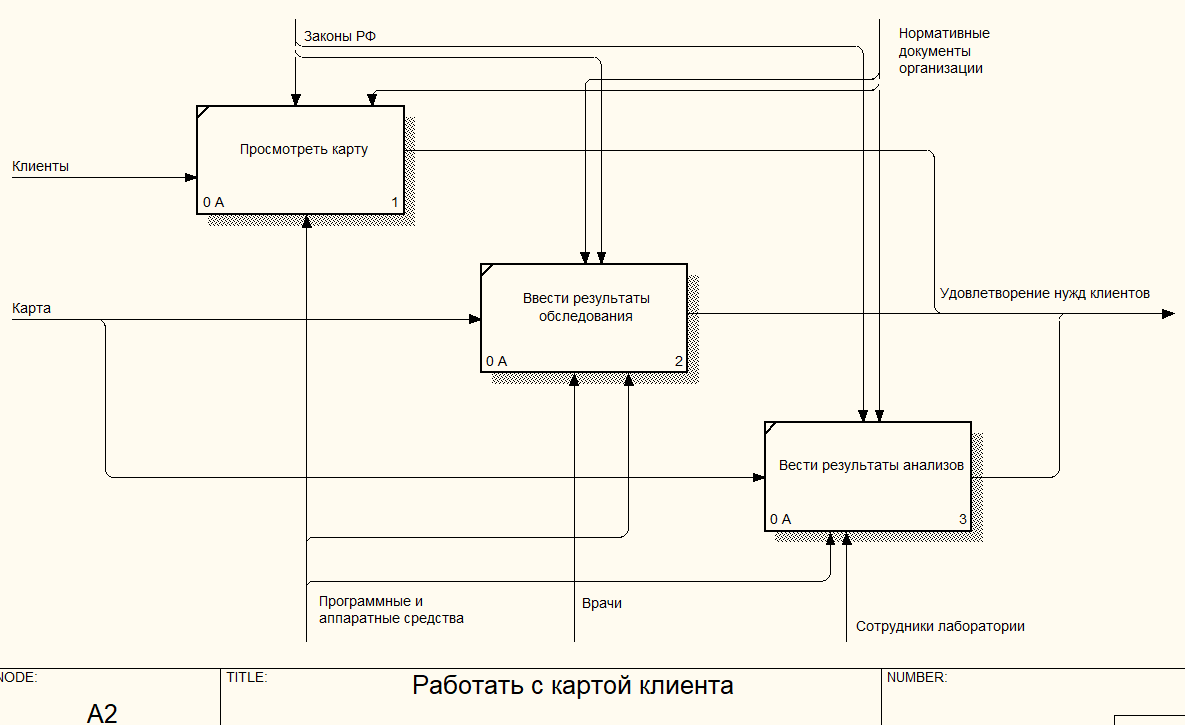 Законы РФ
Нормативные
документы
организации
Просмотреть карту
0 А
1
Клиенты
Карта
Ввести результаты
обследования
0 А
2
Удовлетворение нужд клиентов
Вести результаты анализов
0 А
3
Программные и
аппаратные средства
Врачи
Сотрудники лаборатории
NODE:
A2
TITLE:
Работать с картой клиента
NUMBER: